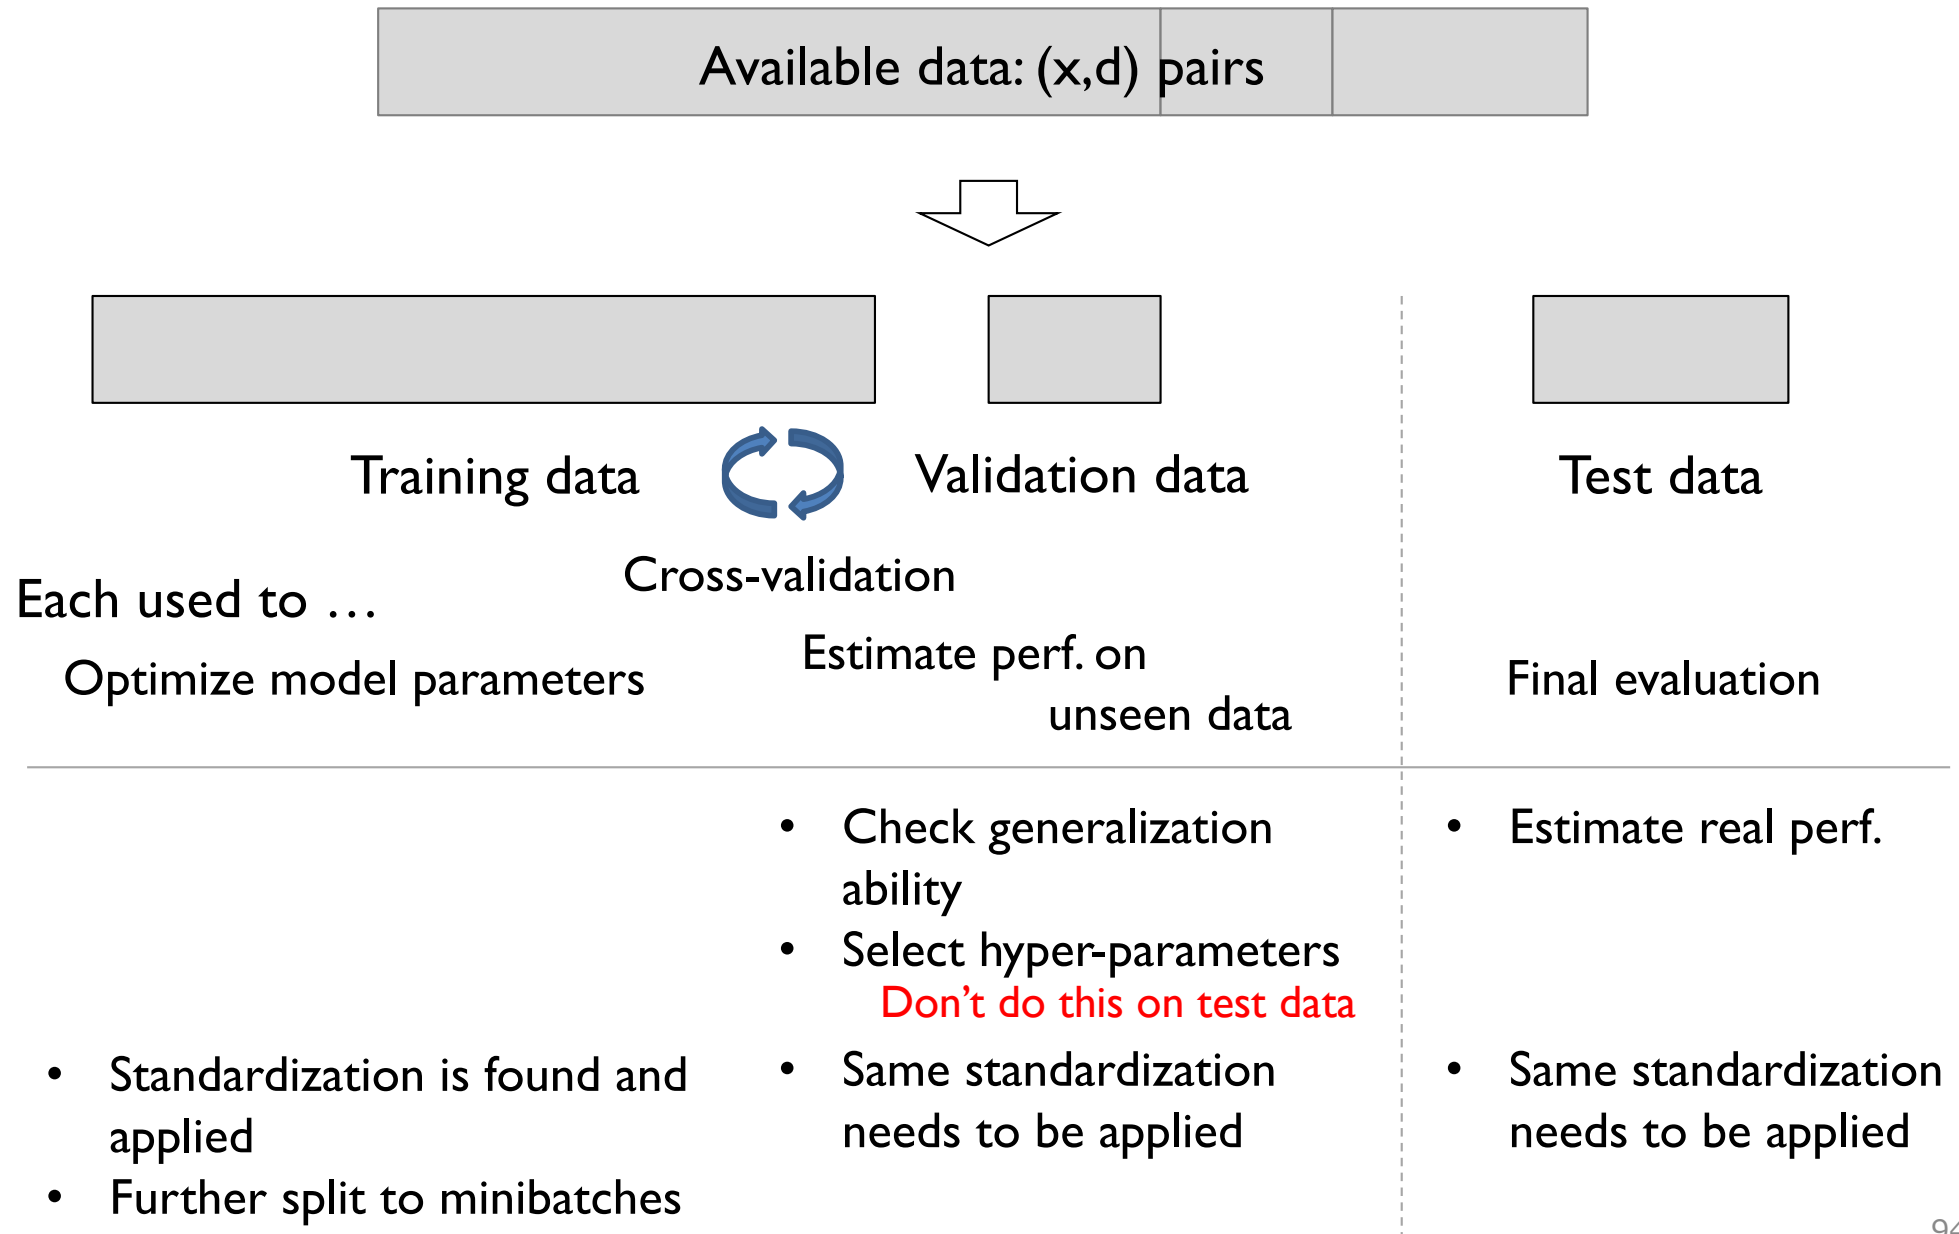 Available data: (x,d) pairs
Training data
Validation data
Test data
Cross-validation
Each used to …
Optimize model parameters
Estimate perf. on
unseen data
Final evaluation
• Check generalization
ability
• Select hyper-parameters
Don't do this on test data
• Estimate real perf.
• Standardization is found and
applied
• Further split to minibatches
• Same standardization
needs to be applied
• Same standardization
needs to be applied
94